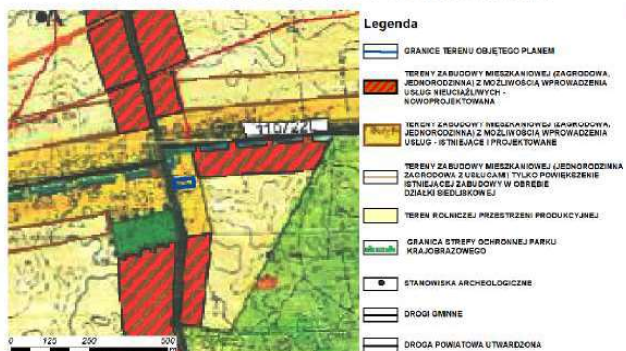 Legenda
GRANICE TERENU OBJĘTEGO PLANEM
TERENY ZABUDOWY MIESZKANIOWEJ (ZAGRODOWA,
JEDNORODZINNA) Z MOŻLIWOŚCIĄ WPROWADZENIA
USŁUG NIEUCIĄŻLIWYCH -
NOWOPROJEKTOWANA
TERENY ZABUDOWY MIESZKANIOWEJ (ZAGRODOWA,
JEDNORODZINNA) Z MOŻLIWOŚCIĄ WPROWADZENIA
USŁUG - ISTNIEJĄCE I PROJEKTOWANE
TERENY ZABUDOWY MIESZKANIOWEJ (JEDNORODZINNA
ZAGRODOWA Z USŁUGAMI) TYLKO POWIĘKSZENIE
ISTNIEJĄCEJ ZABUDOWY W OBRĘBIE
DZIAŁKI SIEDLISKOWEJ
TEREN ROLNICZEJ PRZESTRZENI PRODUKCYJNEJ
GRANICA STREFY OCHRONNEJ PARKU
KRAJOBRAZOWEGO
STANOWISKA ARCHEOLOGICZNE
DROGI GMINNE
DROGA POWIATOWA UTWARDZONA
0 125 250 500